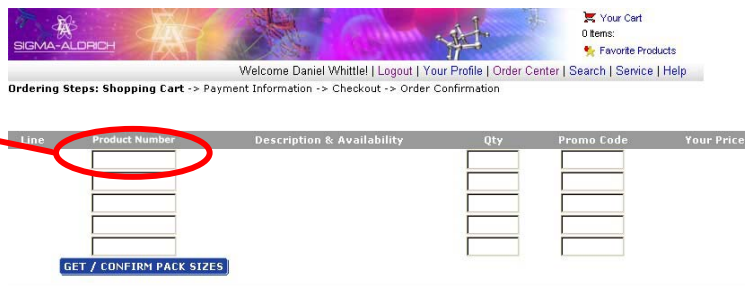 SIGMA-ALDRICH
Your Cart
0 Items:
Favorite Products
Welcome Daniel Whittle! | Logout | Your Profile | Order Center | Search | Service | Help
Ordering Steps: Shopping Cart -> Payment Information -> Checkout -> Order Confirmation
Line Product Number Description & Availability Qty Promo Code Your Price
GET / CONFIRM PACK SIZES